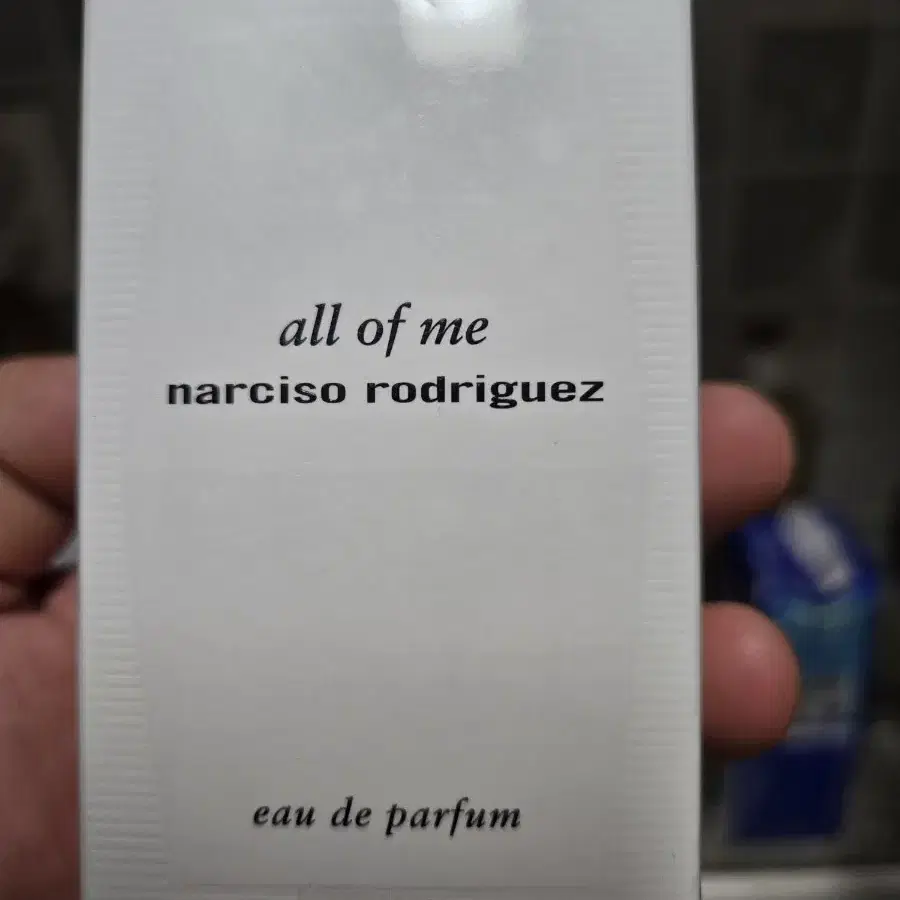 all of me
narciso rodriguez
eau de parfum